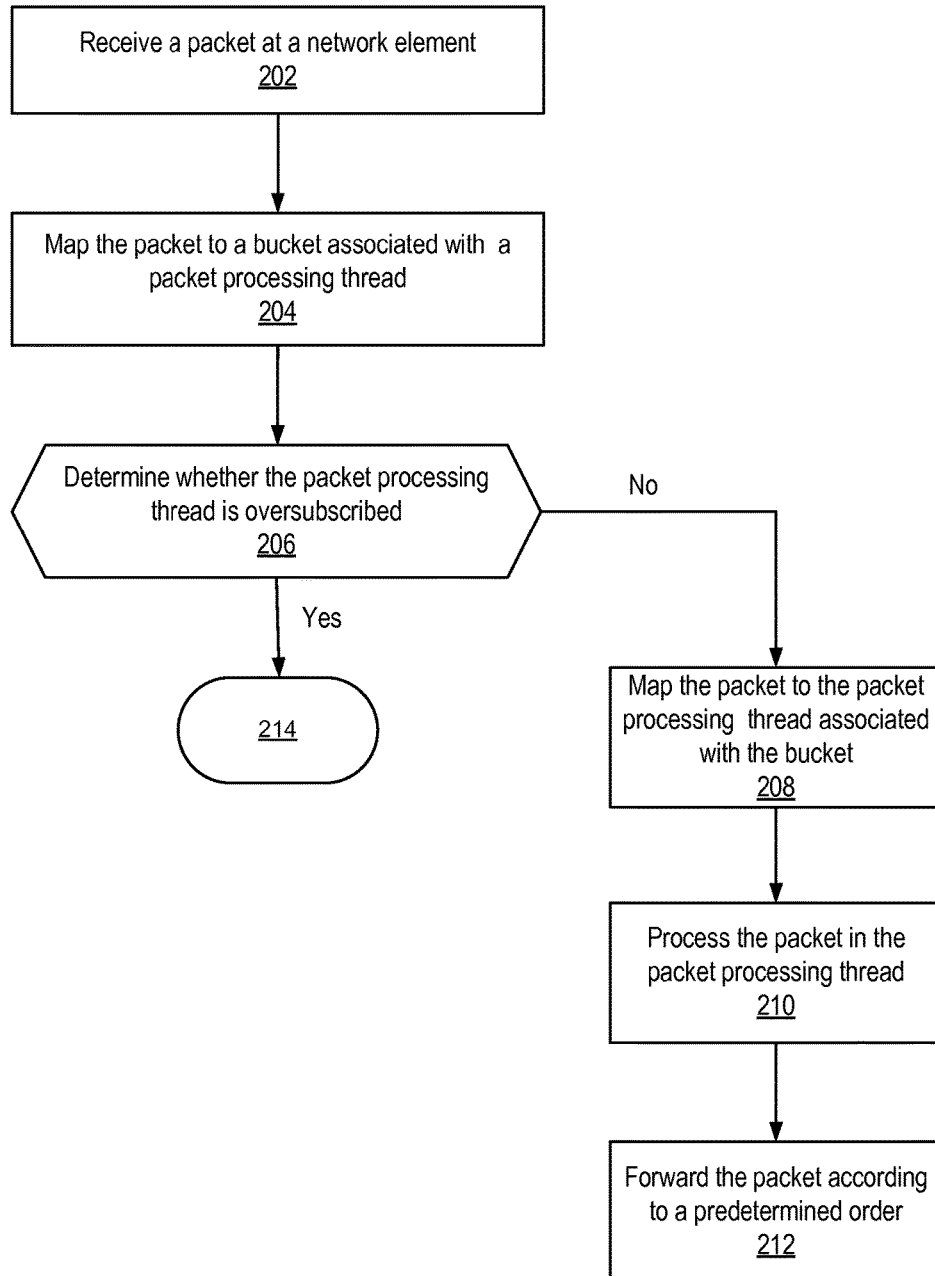 Receive a packet at a network element
202
Map the packet to a bucket associated with a
packet processing thread
204
Determine whether the packet processing
thread is oversubscribed
206
No
Yes
214
Map the packet to the packet
processing thread associated
with the bucket
208
Process the packet in the
packet processing thread
210
Forward the packet according
to a predetermined order
212